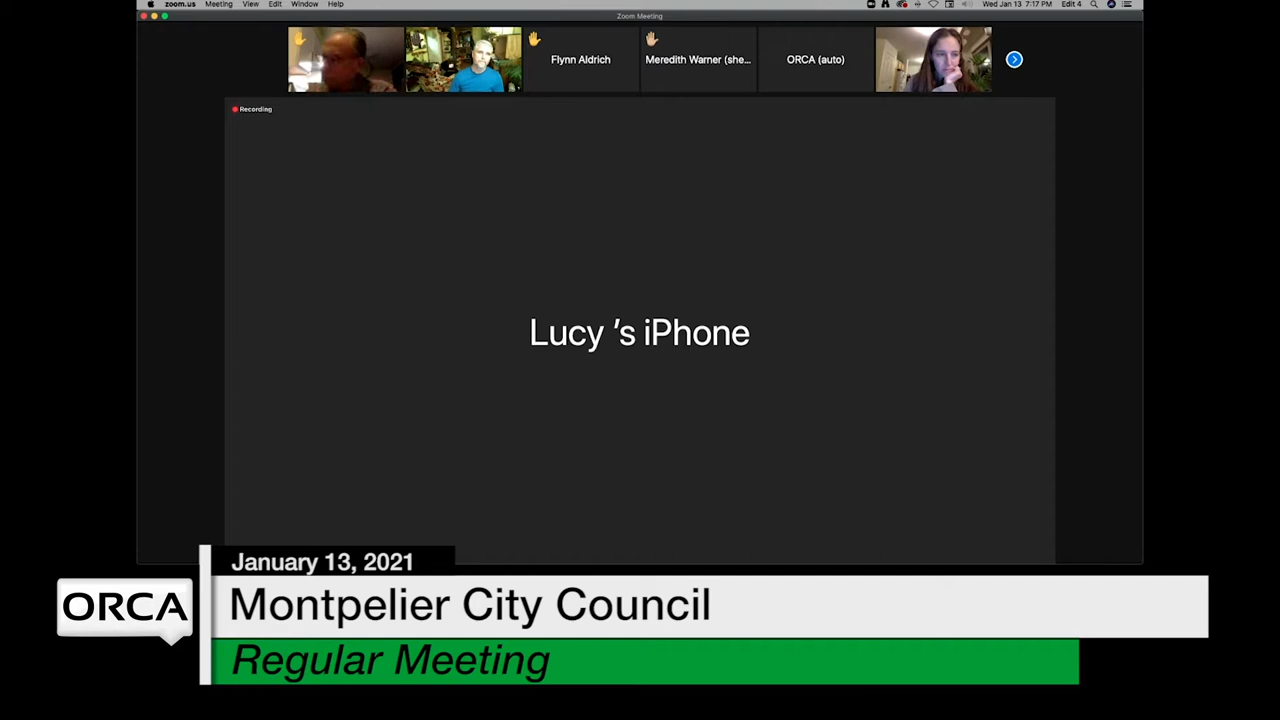 zoom.us Meeting View Edit Window Help Wed Jan 13 7:17 PM Edit 4
Zoom Meeting
Flynn Aldrich
Meredith Warner (she...
ORCA (auto)
Recording
Lucy 's iPhone
January 13, 2021
ORCA
Montpelier City Council
Regular Meeting